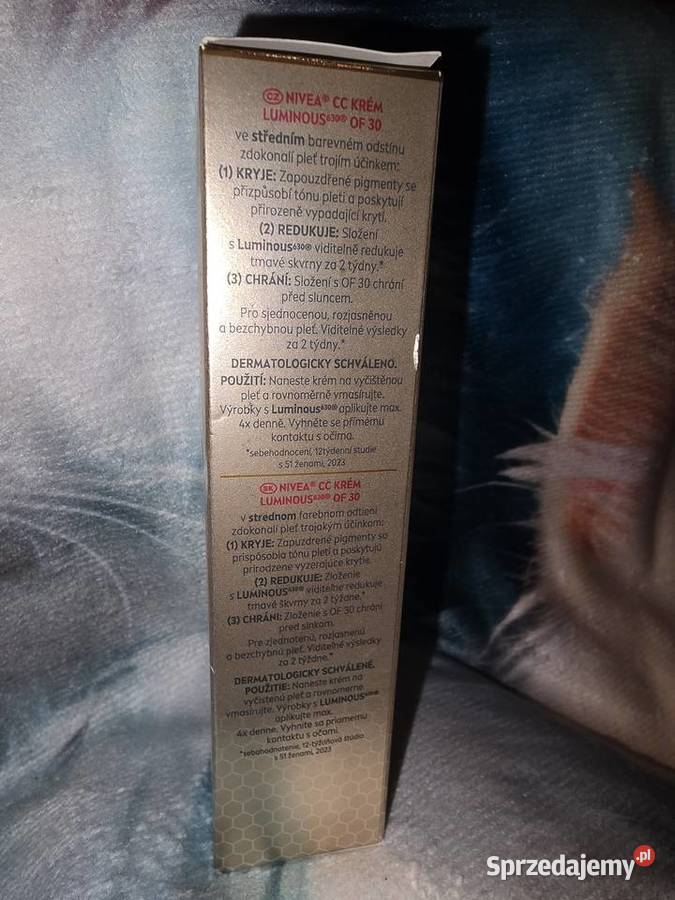 CZ NIVEA® CC KRÉM
LUMINOUS630® OF 30
ve středním barevném odstínu
zdokonalí pleť trojím účinkem:
(1) KRYJE: Zapouzdřené pigmenty se
přizpůsobí tónu pleti a poskytují
přirozeně vypadající krytí.
(2) REDUKUJE: Složení
s Luminous630® viditelně redukuje
tmavé skvrny za 2 týdny.*
(3) CHRÁNÍ: Složení s OF 30 chrání
před sluncem.
Pro sjednocenou, rozjasněnou
a bezchybnou pleť. Viditelné výsledky
za 2 týdny.*
DERMATOLOGICKY SCHVÁLENO.
POUŽITÍ: Naneste krém na vyčištěnou
pleť a rovnoměrně vmasírujte.
Výrobky s Luminous630® aplikujte max.
4x denně. Vyhněte se přímému
kontaktu s očima.
*sebehodnocení, 12týdenní studie
s 51 ženami, 2023
SK NIVEA® CC KRÉM
LUMINOUS630® OF 30
v strednom farebnom odtieni
zdokonalí pleť trojakým účinkom:
(1) KRYJE: Zapuzdrené pigmenty sa
prispôsobia tónu pleti a poskytujú
prirodzene vyzerajúce krytie.
(2) REDUKUJE: Zloženie
s LUMINOUS630® viditeľne redukuje
tmavé škvrny za 2 týždne.*
(3) CHRÁNI: Zloženie s OF 30 chráni
pred slnkom.
Pre zjednotenú, rozjasnenú
a bezchybnú pleť. Viditeľné výsledky
za 2 týždne.*
DERMATOLOGICKY SCHVÁLENÉ.
POUŽITIE: Naneste krém na
vyčistenú pleť a rovnomerne
vmasírujte. Výrobky s LUMINOUS630®
aplikujte max.
4x denne. Vyhnite sa priamemu
kontaktu s očami.
*sebahodnotenie, 12-týždňová štúdia
s 51 ženami, 2023
Sprzedajemy.pl